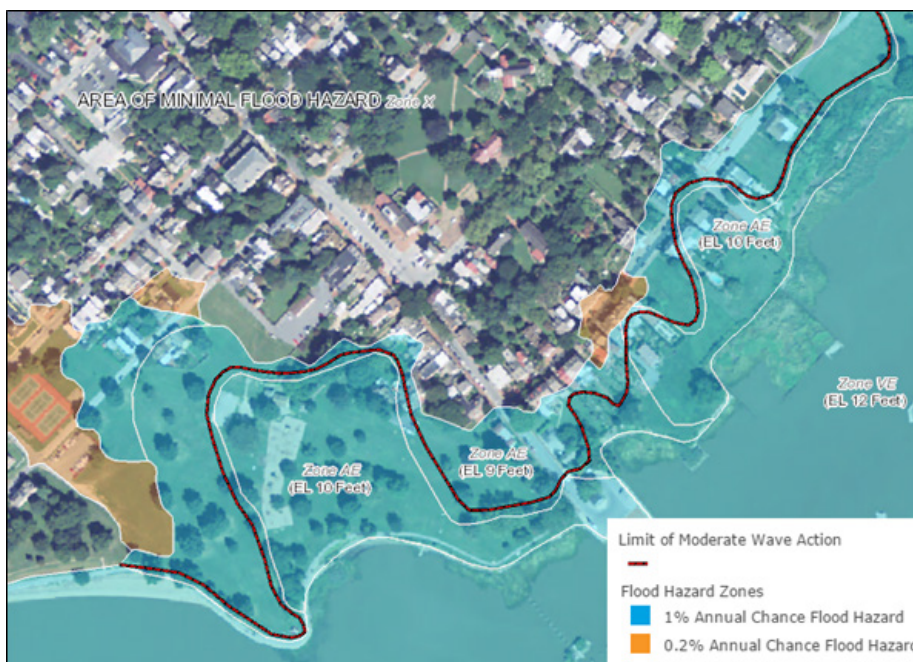 AREA OF MINIMAL FLOOD HAZARD Zone X
Zone AE
(EL 10 Feet)
Zone VE
(EL 12 Feet)
Zone AE
(EL 9 Feet)
Zone AE
(EL 10 Feet)
Limit of Moderate Wave Action
Flood Hazard Zones
1% Annual Chance Flood Hazard
0.2% Annual Chance Flood Hazard